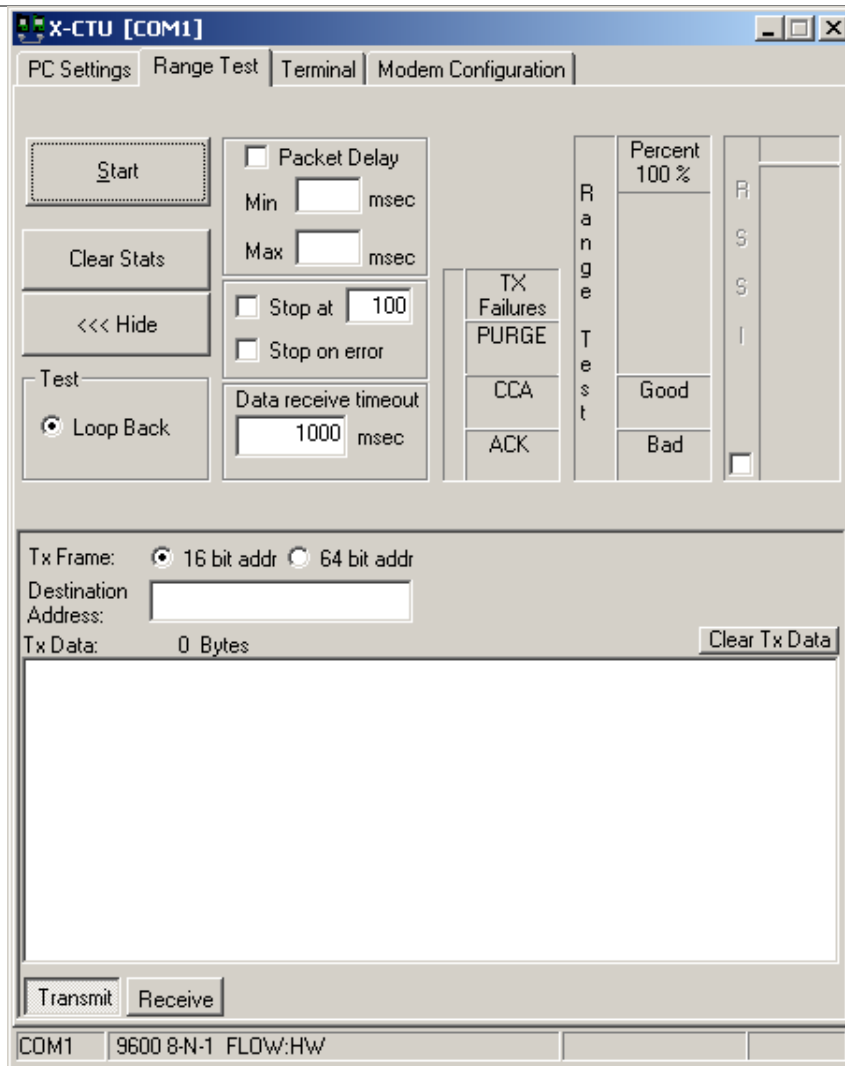 X-CTU [COM1]
PC Settings Range Test Terminal Modem Configuration
Start
Clear Stats
<<< Hide
Test
Loop Back
Packet Delay
Min msec
Max msec
Stop at 100
Stop on error
Data receive timeout
1000 msec
TX
Failures
PURGE
CCA
ACK
Range Test
Percent
100 %
Good
Bad
RSSI
Tx Frame: 16 bit addr 64 bit addr
Destination
Address:
Tx Data: 0 Bytes Clear Tx Data
Transmit Receive
COM1 9600 8-N-1 FLOW:HW